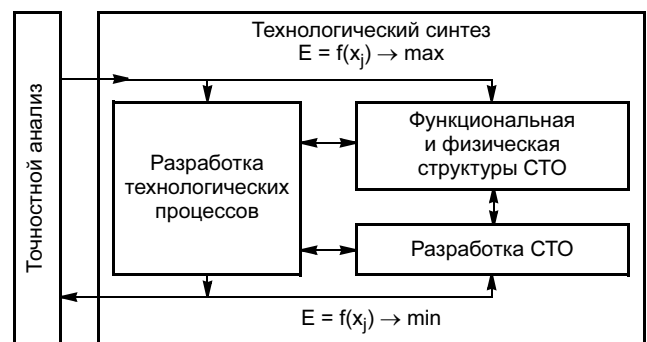 Точностной анализ
Технологический синтез
E = f(xj) → max
Разработка
технологических
процессов
Функциональная
и физическая
структуры СТО
Разработка СТО
E = f(xj) → min